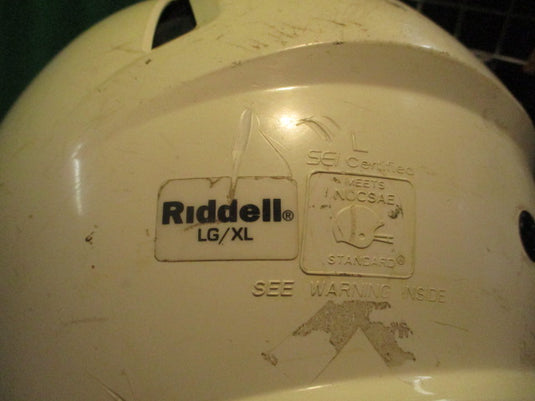 L
SEI Certified
MEETS
NOCSAE
STANDARD®
Riddell®
LG/XL
SEE WARNING INSIDE